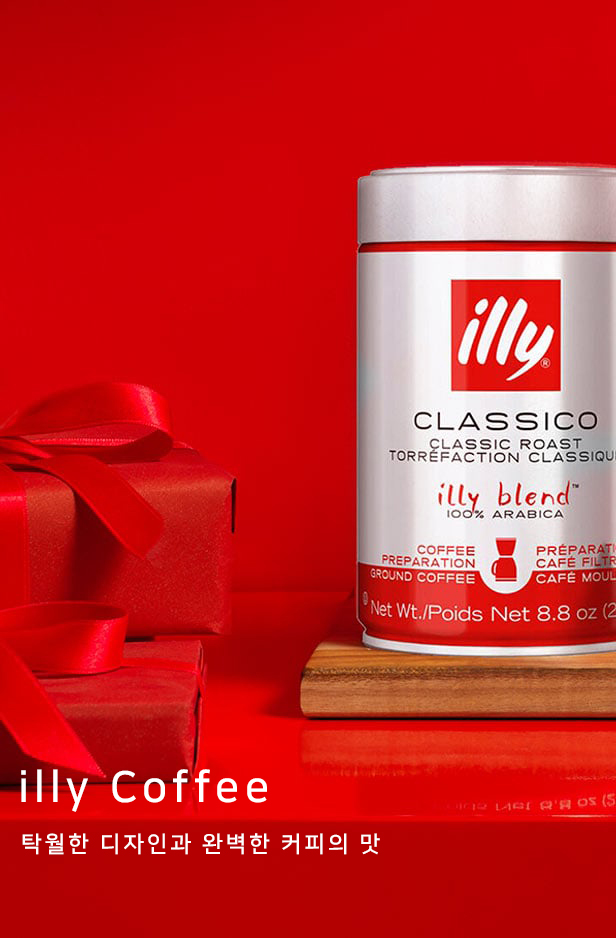 illy®
CLASSICO
CLASSIC ROAST
TORRÉFACTION CLASSIQU
illy blend™
100% ARABICA
COFFEE
PREPARATION
GROUND COFFEE
PRÉPARATI
CAFÉ FILTR
CAFÉ MOUL
Net Wt./Poids Net 8.8 oz (2
illy Coffee
탁월한 디자인과 완벽한 커피의 맛